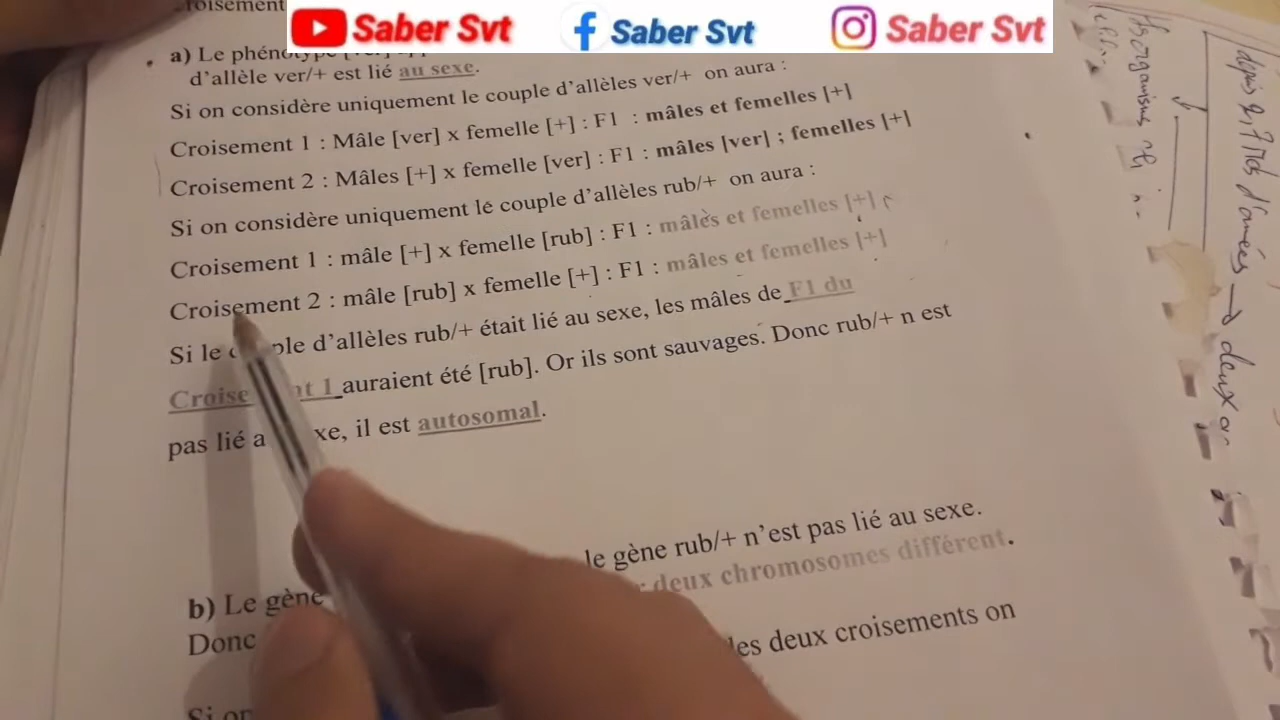 Saber Svt
Saber Svt
Saber Svt
a) Le
d'allèle ver/+ est lié au sexe.
Si on considère uniquement le couple d'allèles ver/+ on aura :
Croisement 1 : Mâle [ver] x femelle [+] : F1 : mâles et femelles [+]
Croisement 2 : Mâles [+] x femelle [ver] : F1 : mâles [ver] ; femelles [+]
Si on considère uniquement le couple d'allèles rub/+ on aura :
Croisement 1 : mâle [+] x femelle [rub] : F1 : mâles et femelles [+]
Croisement 2 : mâle [rub] x femelle [+] : F1 : mâles et femelles [+]
Si le d'allèles rub/+ était lié au sexe, les mâles de F1 du
1 auraient été [rub]. Or ils sont sauvages. Donc rub/+ n est
pas lié il est autosomal.
b) Le gène le gène rub/+ n'est pas lié au sexe.
Donc deux chromosomes différent.
les deux croisements on
Si on
depuis d'années → deux